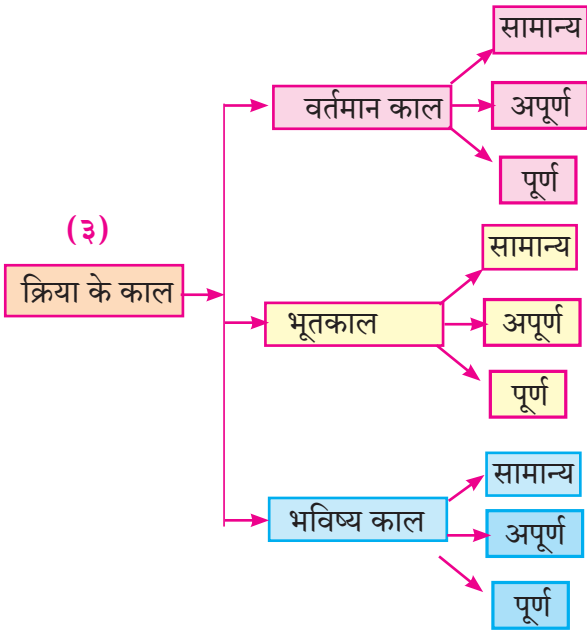 (३)
क्रिया के काल
वर्तमान काल
सामान्य
अपूर्ण
पूर्ण
भूतकाल
सामान्य
अपूर्ण
पूर्ण
भविष्य काल
सामान्य
अपूर्ण
पूर्ण